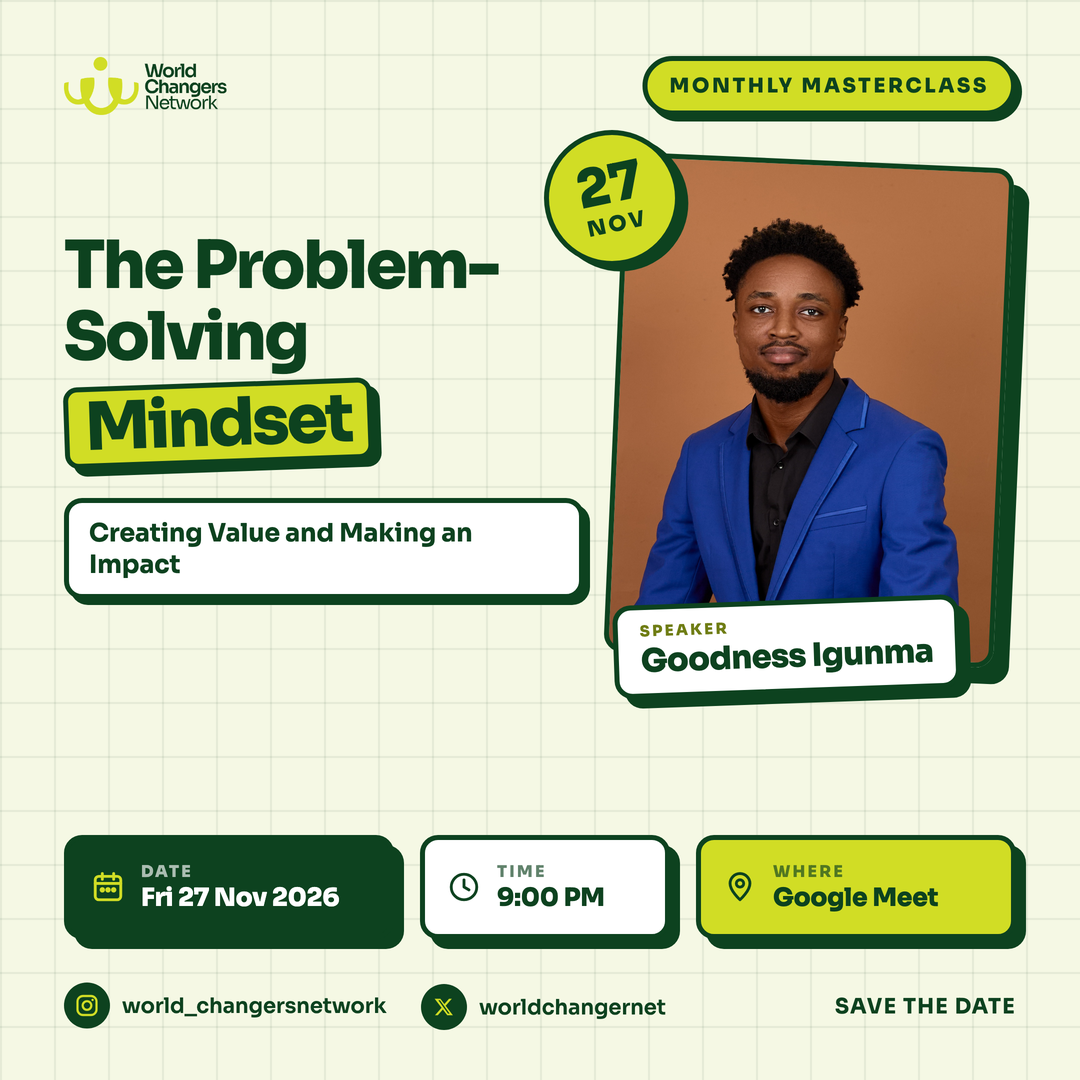 World
Changers
Network
MONTHLY MASTERCLASS
27
NOV
The Problem-
Solving
Mindset
Creating Value and Making an
Impact
SPEAKER
Goodness Igunma
DATE
Fri 27 Nov 2026
TIME
9:00 PM
WHERE
Google Meet
world_changersnetwork
worldchangernet
SAVE THE DATE